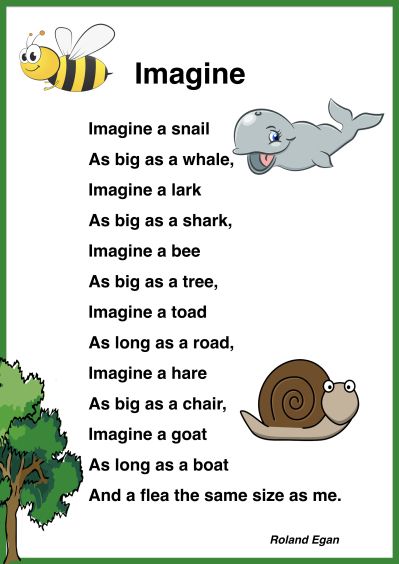 Imagine
Imagine a snail
As big as a whale,
Imagine a lark
As big as a shark,
Imagine a bee
As big as a tree,
Imagine a toad
As long as a road,
Imagine a hare
As big as a chair,
Imagine a goat
As long as a boat
And a flea the same size as me.
Roland Egan